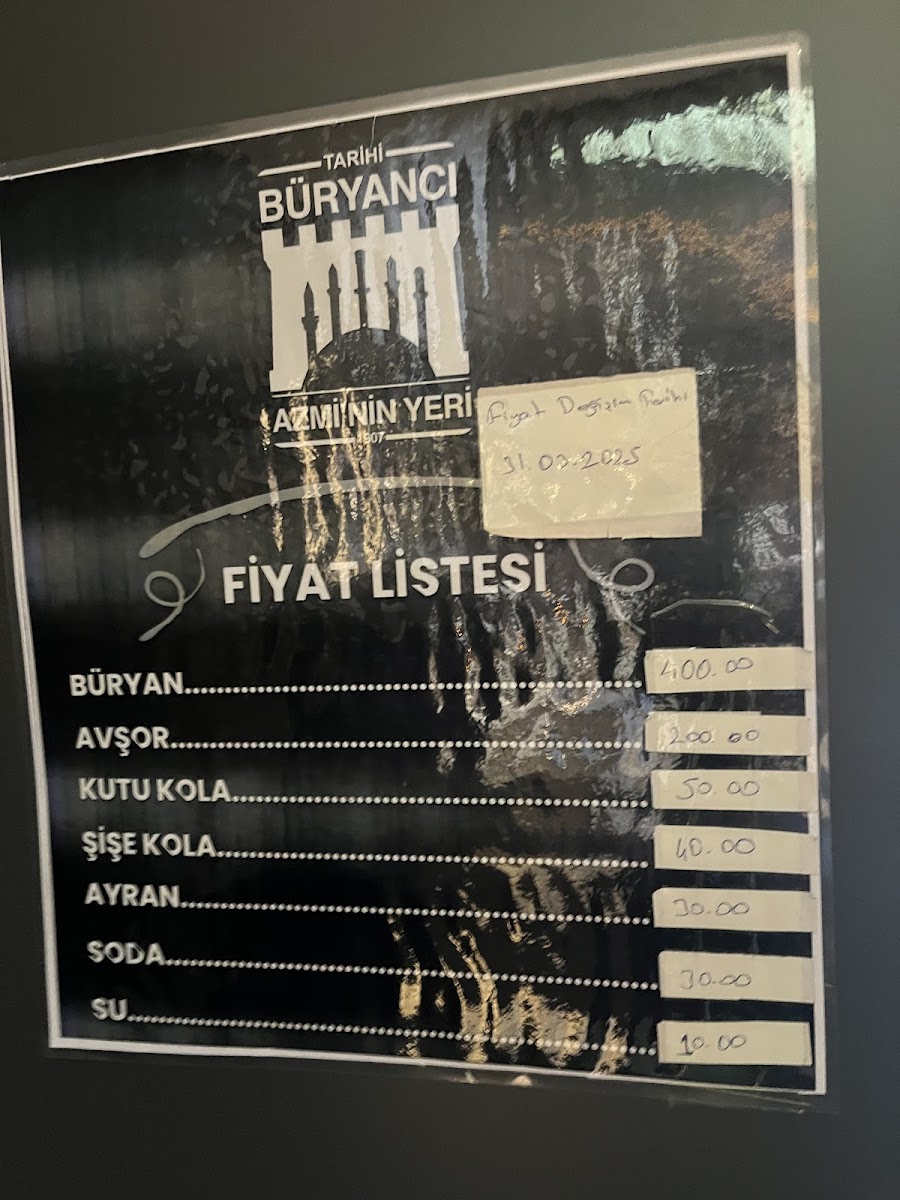 TARİHİ
BÜRYANCI
AZMİ'NİN YERİ
1907
Fiyat Değişim Tarihi
31.03.2025
FİYAT LİSTESİ
BÜRYAN 400.00
AVŞOR 200.00
KUTU KOLA 50.00
ŞİŞE KOLA 40.00
AYRAN 30.00
SODA 30.00
SU 10.00